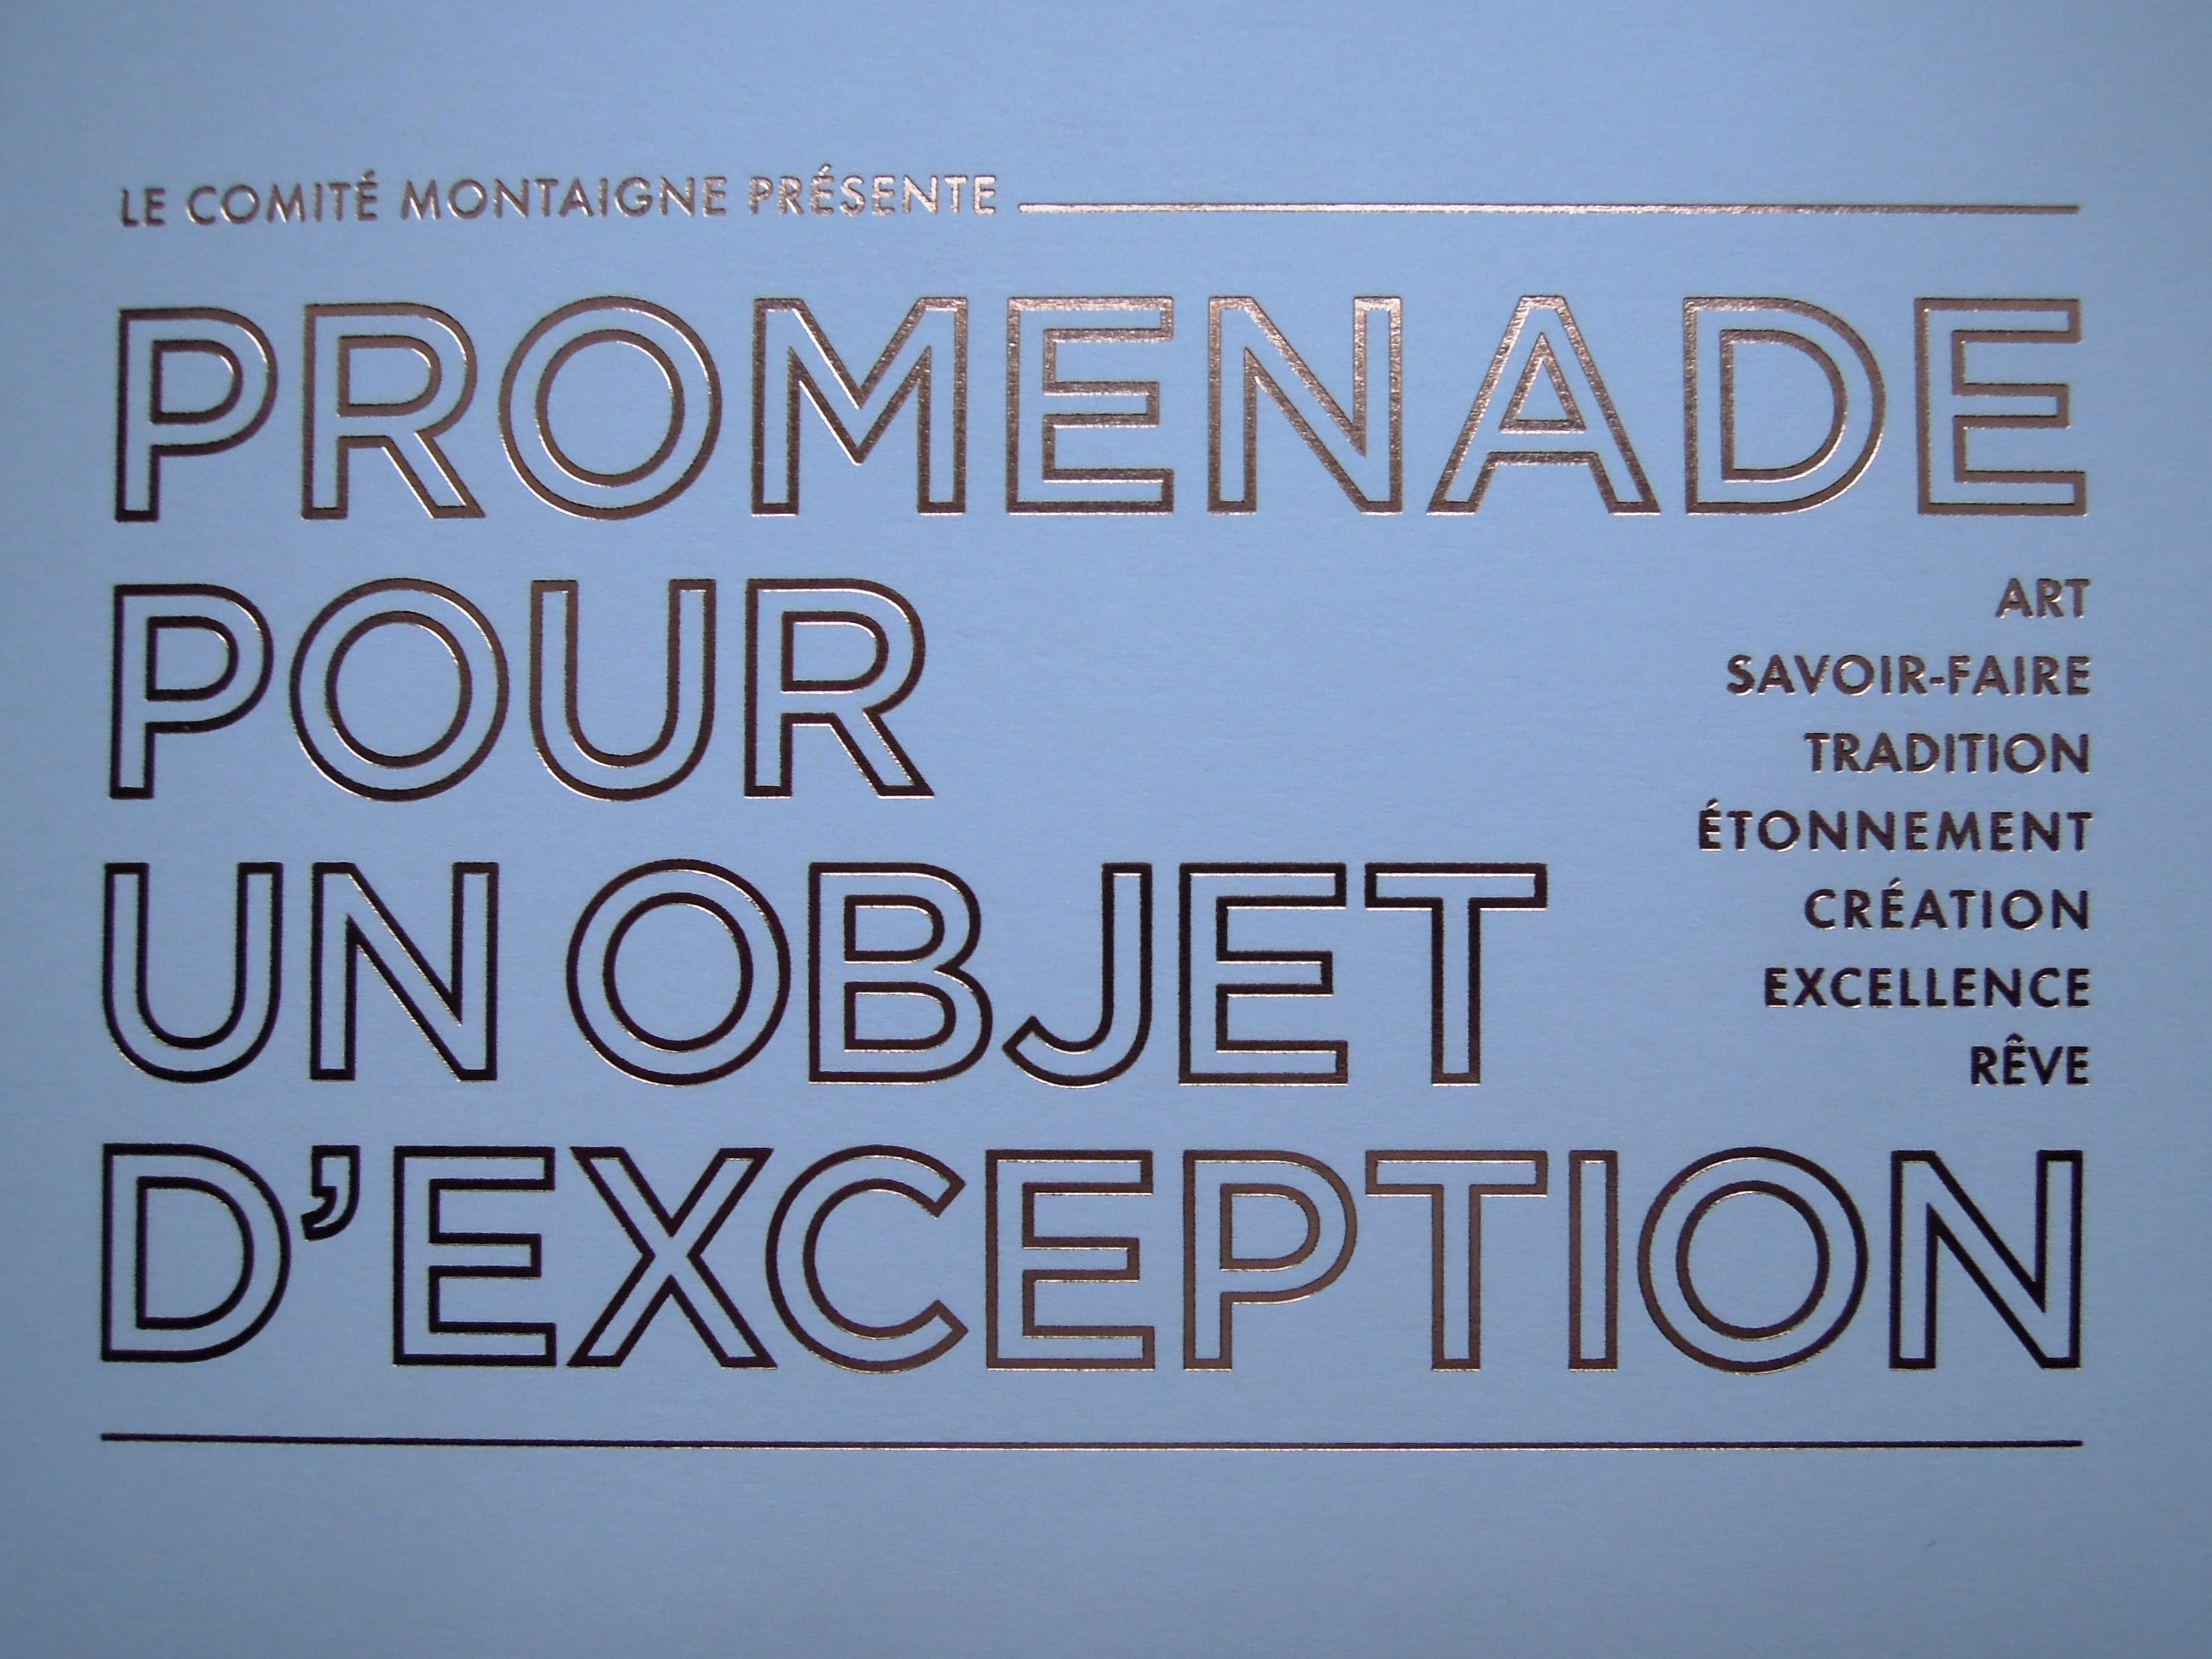 LE COMITÉ MONTAIGNE PRÉSENTE
PROMENADE
POUR
UN OBJET
D'EXCEPTION
ART
SAVOIR-FAIRE
TRADITION
ÉTONNEMENT
CRÉATION
EXCELLENCE
RÊVE